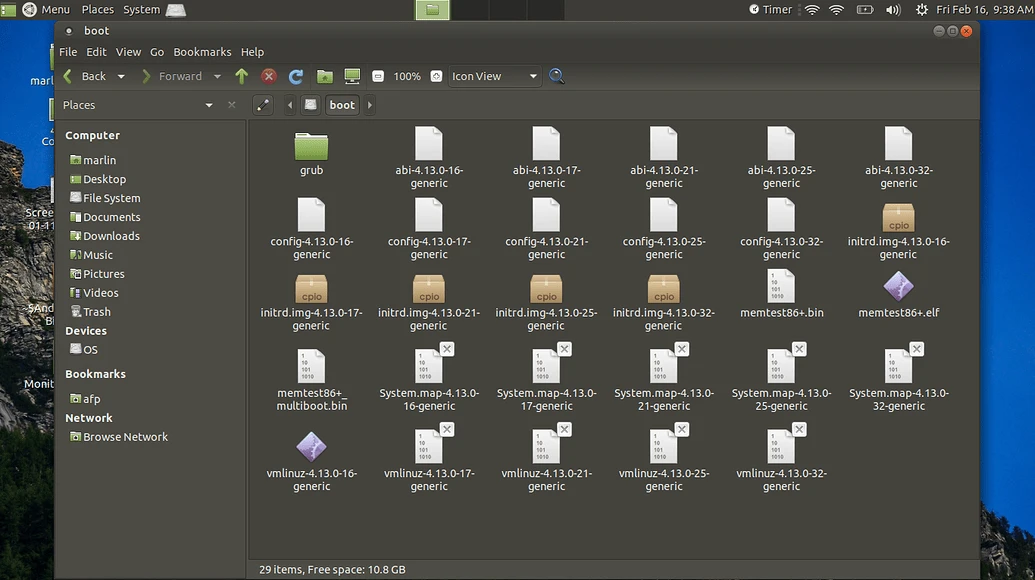 Menu Places System
Timer Fri Feb 16, 9:38 AM
boot
File Edit View Go Bookmarks Help
Back Forward 100% Icon View
Places boot
Computer
marlin
Desktop
File System
Documents
Downloads
Music
Pictures
Videos
Trash
Devices
OS
Bookmarks
afp
Network
Browse Network
grub
abi-4.13.0-16-
generic
abi-4.13.0-17-
generic
abi-4.13.0-21-
generic
abi-4.13.0-25-
generic
abi-4.13.0-32-
generic
config-4.13.0-16-
generic
config-4.13.0-17-
generic
config-4.13.0-21-
generic
config-4.13.0-25-
generic
config-4.13.0-32-
generic
cpio
initrd.img-4.13.0-16-
generic
cpio
initrd.img-4.13.0-17-
generic
cpio
initrd.img-4.13.0-21-
generic
cpio
initrd.img-4.13.0-25-
generic
cpio
initrd.img-4.13.0-32-
generic
memtest86+.bin
memtest86+.elf
memtest86+_
multiboot.bin
System.map-4.13.0-
16-generic
System.map-4.13.0-
17-generic
System.map-4.13.0-
21-generic
System.map-4.13.0-
25-generic
System.map-4.13.0-
32-generic
vmlinuz-4.13.0-16-
generic
vmlinuz-4.13.0-17-
generic
vmlinuz-4.13.0-21-
generic
vmlinuz-4.13.0-25-
generic
vmlinuz-4.13.0-32-
generic
29 items, Free space: 10.8 GB